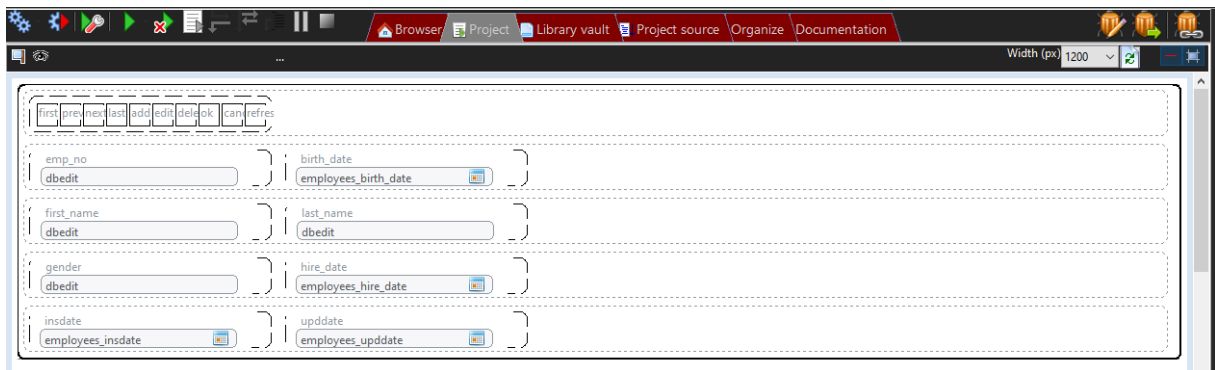 Browser Project Library vault Project source Organize Documentation
... Width (px) 1200
first prev next last add edit dele ok canc refres
emp_no birth_date
dbedit employees_birth_date
first_name last_name
dbedit dbedit
gender hire_date
dbedit employees_hire_date
insdate upddate
employees_insdate employees_upddate